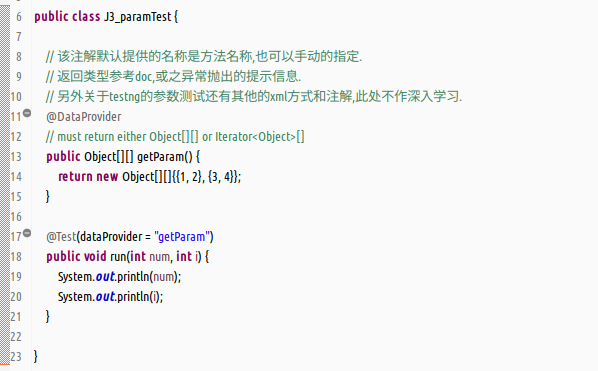 6 public class J3_paramTest {
7
8 // 该注解默认提供的名称是方法名称,也可以手动的指定.
9 // 返回类型参考doc,或之异常抛出的提示信息.
10 // 另外关于testng的参数测试还有其他的xml方式和注解,此处不作深入学习.
11 @DataProvider
12 // must return either Object[][] or Iterator<Object>[]
13 public Object[][] getParam() {
14 return new Object[][]{{1, 2}, {3, 4}};
15 }
16
17 @Test(dataProvider = "getParam")
18 public void run(int num, int i) {
19 System.out.println(num);
20 System.out.println(i);
21 }
22
23 }